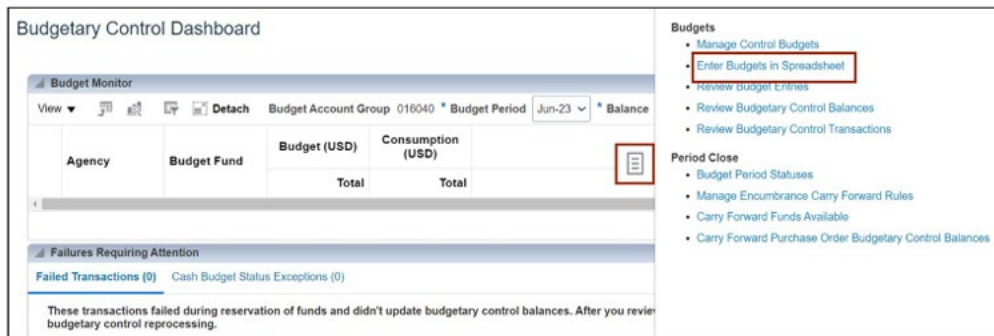 Budgetary Control Dashboard
Budget Monitor
View Detach Budget Account Group 016040 * Budget Period Jun-23 * Balance
Agency Budget Fund Budget (USD) Consumption (USD)
Total Total
Failures Requiring Attention
Failed Transactions (0) Cash Budget Status Exceptions (0)
These transactions failed during reservation of funds and didn't update budgetary control balances. After you review
budgetary control reprocessing.
Budgets
• Manage Control Budgets
• Enter Budgets in Spreadsheet
• Review Budget Entries
• Review Budgetary Control Balances
• Review Budgetary Control Transactions
Period Close
• Budget Period Statuses
• Manage Encumbrance Carry Forward Rules
• Carry Forward Funds Available
• Carry Forward Purchase Order Budgetary Control Balances